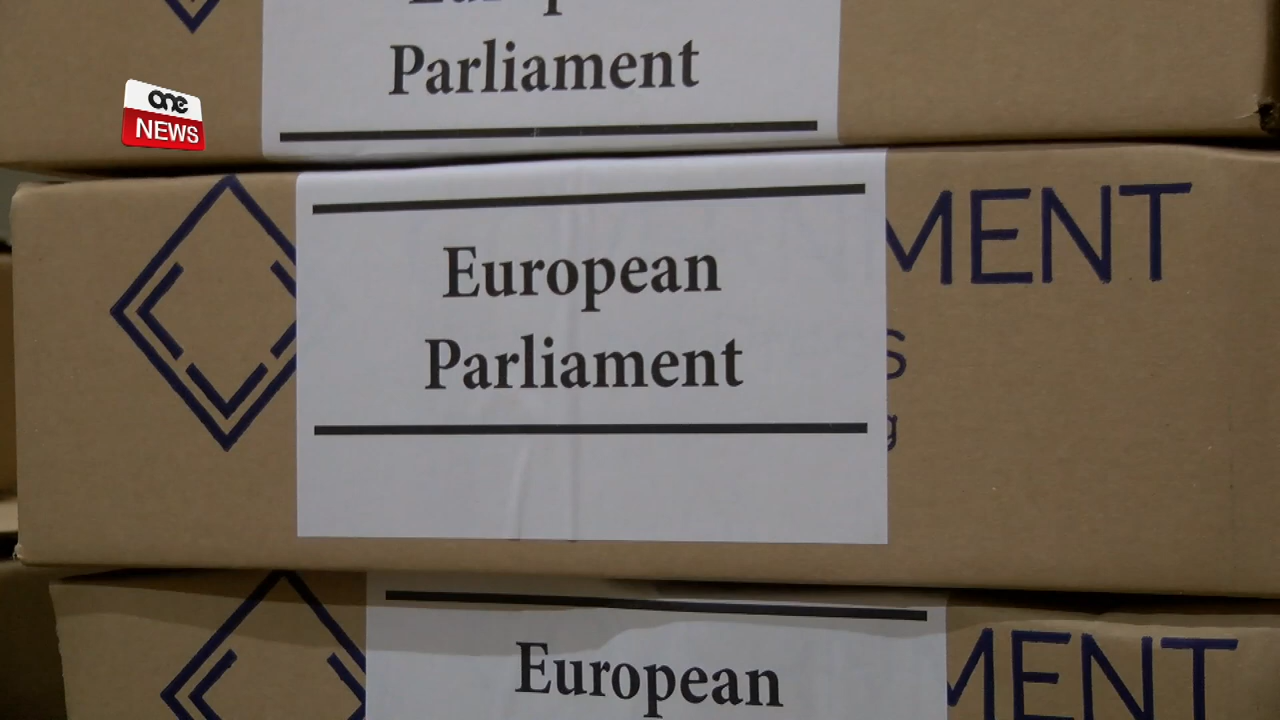 Parliament
one
NEWS
European
Parliament
MENT
s
g
European
MENT